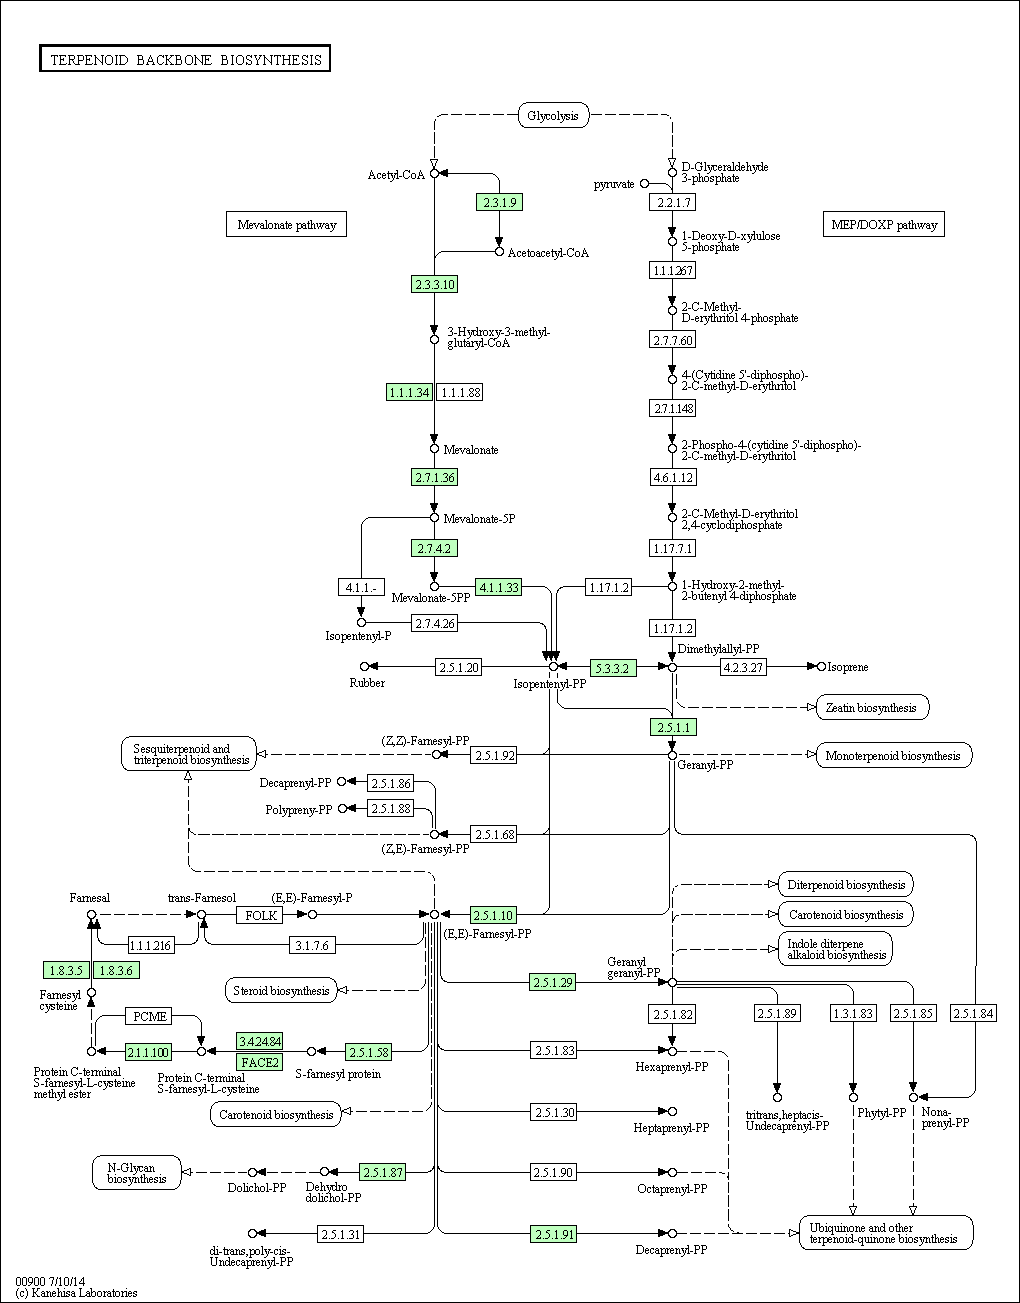 TERPENOID BACKBONE BIOSYNTHESIS
Glycolysis
Acetyl-CoA
D-Glyceraldehyde
3-phosphate
pyruvate
2.3.1.9
2.2.1.7
Mevalonate pathway
MEP/DOXP pathway
1-Deoxy-D-xylulose
5-phosphate
Acetoacetyl-CoA
1.1.1.267
2.3.3.10
2-C-Methyl-
D-erythritol 4-phosphate
3-Hydroxy-3-methyl-
glutaryl-CoA
2.7.7.60
4-(Cytidine 5'-diphospho)-
2-C-methyl-D-erythritol
1.1.1.34
1.1.1.88
2.7.1.148
Mevalonate
2-Phospho-4-(cytidine 5'-diphospho)-
2-C-methyl-D-erythritol
2.7.1.36
4.6.1.12
Mevalonate-5P
2-C-Methyl-D-erythritol
2,4-cyclodiphosphate
2.7.4.2
1.17.7.1
4.1.1.-
Mevalonate-5PP
4.1.1.33
1.17.1.2
1-Hydroxy-2-methyl-
2-butenyl 4-diphosphate
Isopentenyl-P
2.7.4.26
1.17.1.2
Dimethylallyl-PP
Rubber
2.5.1.20
Isopentenyl-PP
5.3.3.2
4.2.3.27
Isoprene
Zeatin biosynthesis
2.5.1.1
Sesquiterpenoid and
triterpenoid biosynthesis
(Z,Z)-Farnesyl-PP
2.5.1.92
Geranyl-PP
Monoterpenoid biosynthesis
Decaprenyl-PP
2.5.1.86
Polypreny-PP
2.5.1.88
(Z,E)-Farnesyl-PP
2.5.1.68
Diterpenoid biosynthesis
Farnesal
trans-Farnesol
(E,E)-Farnesyl-P
FOLK
2.5.1.10
(E,E)-Farnesyl-PP
Carotenoid biosynthesis
1.1.1.216
3.1.7.6
Indole diterpene
alkaloid biosynthesis
1.8.3.5
1.8.3.6
Geranyl
geranyl-PP
2.5.1.29
Farnesyl
cysteine
Steroid biosynthesis
PCME
2.5.1.82
2.5.1.89
1.3.1.83
2.5.1.85
2.5.1.84
2.1.1.100
3.4.24.84
FACE2
2.5.1.58
2.5.1.83
Hexaprenyl-PP
Protein C-terminal
S-farnesyl-L-cysteine
methyl ester
Protein C-terminal
S-farnesyl-L-cysteine
S-farnesyl protein
Carotenoid biosynthesis
2.5.1.30
Heptaprenyl-PP
tritrans,heptacis-
Undecaprenyl-PP
Phytyl-PP
Nona-
prenyl-PP
N-Glycan
biosynthesis
Dolichol-PP
Dehydro
dolichol-PP
2.5.1.87
2.5.1.90
Octaprenyl-PP
di-trans,poly-cis-
Undecaprenyl-PP
2.5.1.31
2.5.1.91
Decaprenyl-PP
Ubiquinone and other
terpenoid-quinone biosynthesis
00900 7/10/14
(c) Kanehisa Laboratories